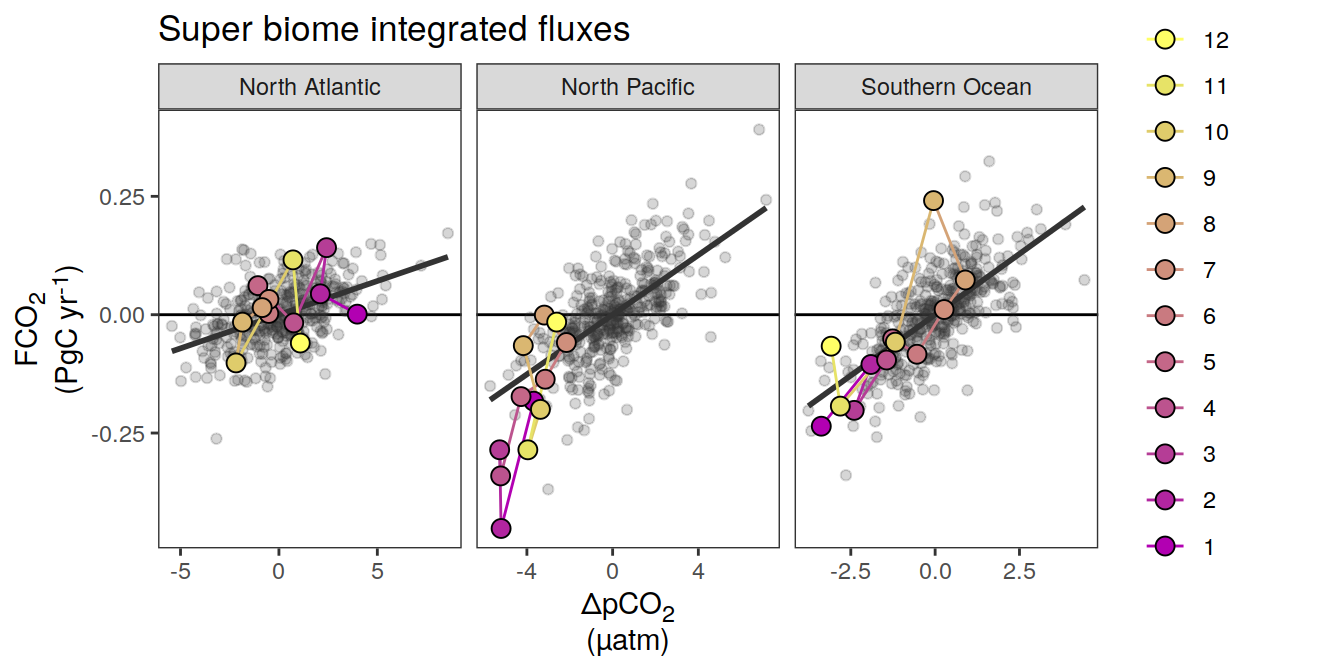 Super biome integrated fluxes
North Atlantic
North Pacific
Southern Ocean
FCO₂
(PgC yr⁻¹)
0.25
0.00
-0.25
-5 0 5
-4 0 4
-2.5 0.0 2.5
ΔpCO₂
(µatm)
12
11
10
9
8
7
6
5
4
3
2
1